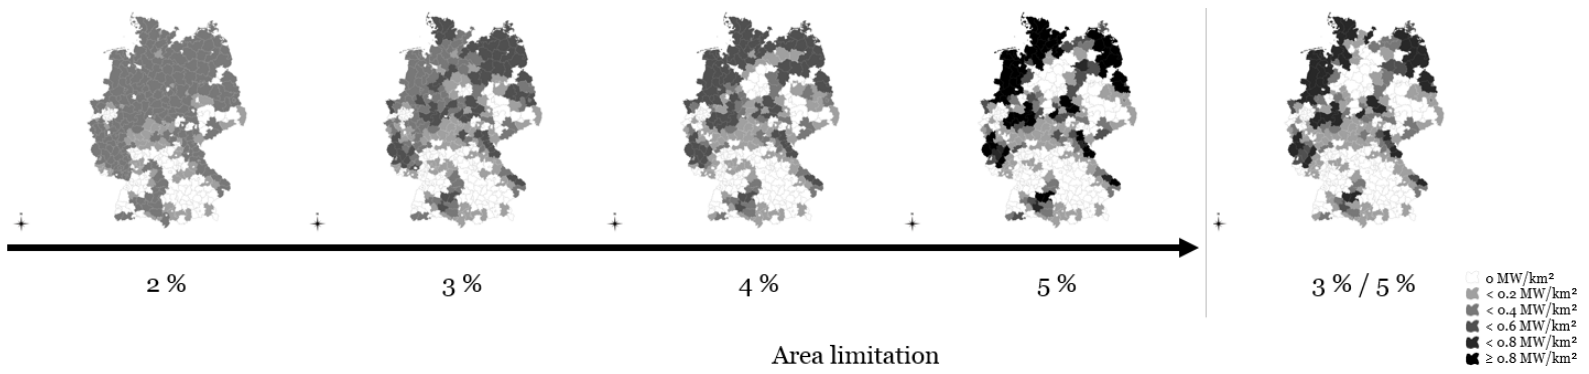 2 %
3 %
4 %
5 %
3 % / 5 %
Area limitation
0 MW/km²
< 0.2 MW/km²
< 0.4 MW/km²
< 0.6 MW/km²
< 0.8 MW/km²
≥ 0.8 MW/km²